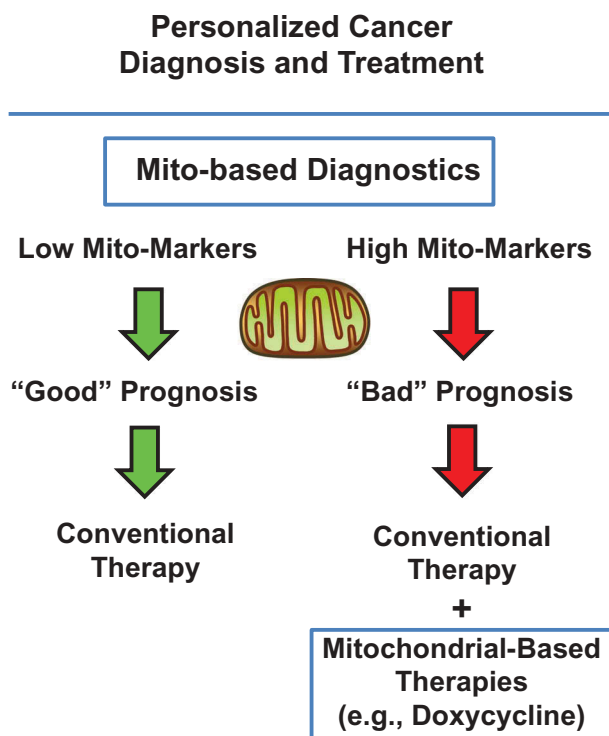 Personalized Cancer
Diagnosis and Treatment
Mito-based Diagnostics
Low Mito-Markers
High Mito-Markers
“Good” Prognosis
“Bad” Prognosis
Conventional
Therapy
Conventional
Therapy
+
Mitochondrial-Based
Therapies
(e.g., Doxycycline)